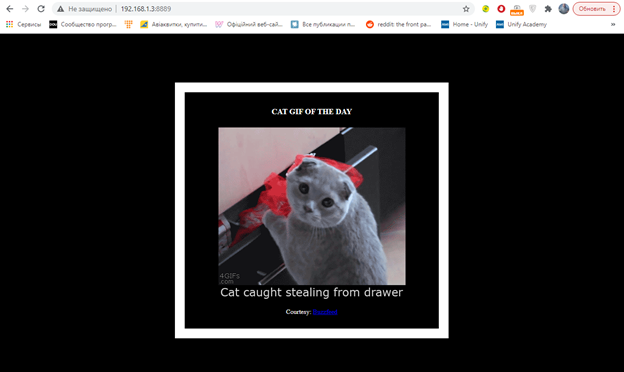 Не защищено | 192.168.1.3:8889
Обновить
Сервисы
Сообщество прогр...
Авіаквитки, купити...
Офіційний веб-сай...
Все публикации п...
reddit: the front pa...
Home - Unify
Unify Academy
»
CAT GIF OF THE DAY
4GIFs
.com
Cat caught stealing from drawer
Courtesy: